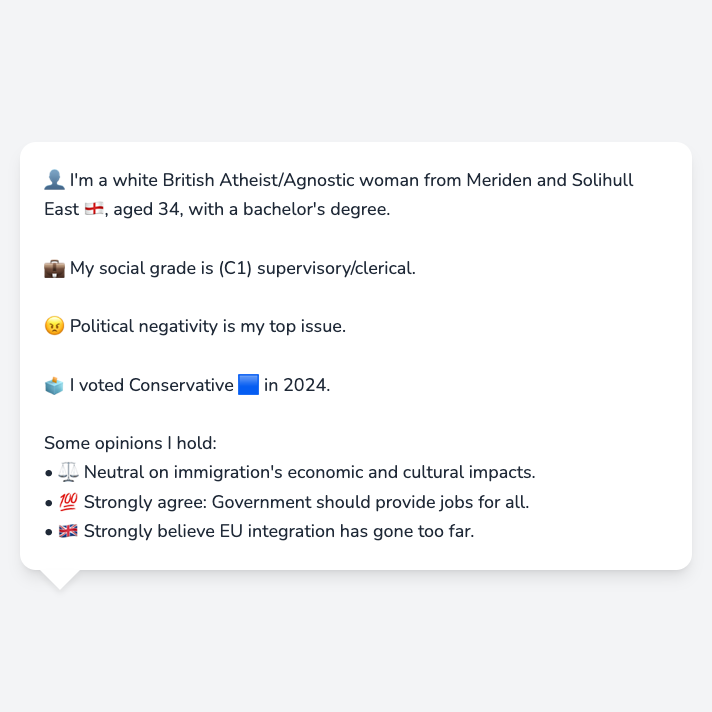 👤 I'm a white British Atheist/Agnostic woman from Meriden and Solihull
East 🏴󠁧󠁢󠁥󠁮󠁧󠁿, aged 34, with a bachelor's degree.
💼 My social grade is (C1) supervisory/clerical.
😠 Political negativity is my top issue.
🗳️ I voted Conservative 🟦 in 2024.
Some opinions I hold:
• ⚖️ Neutral on immigration's economic and cultural impacts.
• 💯 Strongly agree: Government should provide jobs for all.
• 🇬🇧 Strongly believe EU integration has gone too far.